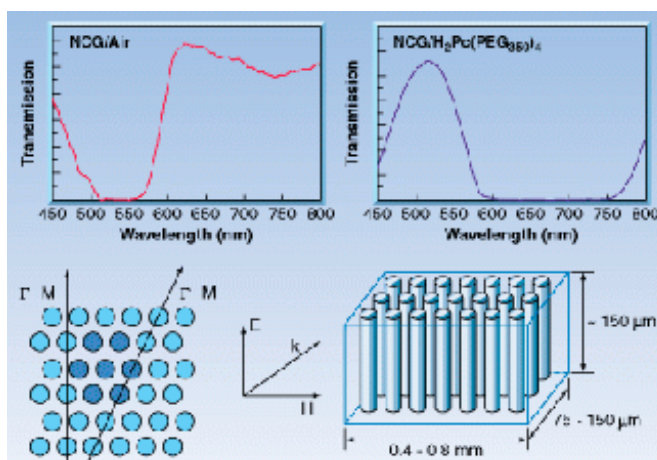 NCG/Air
Transmission
450 500 550 600 650 700 750 800
Wavelength (nm)
NCG/H₂Pc(PEG₃₅₀)₄
Transmission
450 500 550 600 650 700 750 800
Wavelength (nm)
Γ M
Γ M
E
k
H
~ 150 µm
75 - 150 µm
0.4 - 0.8 mm